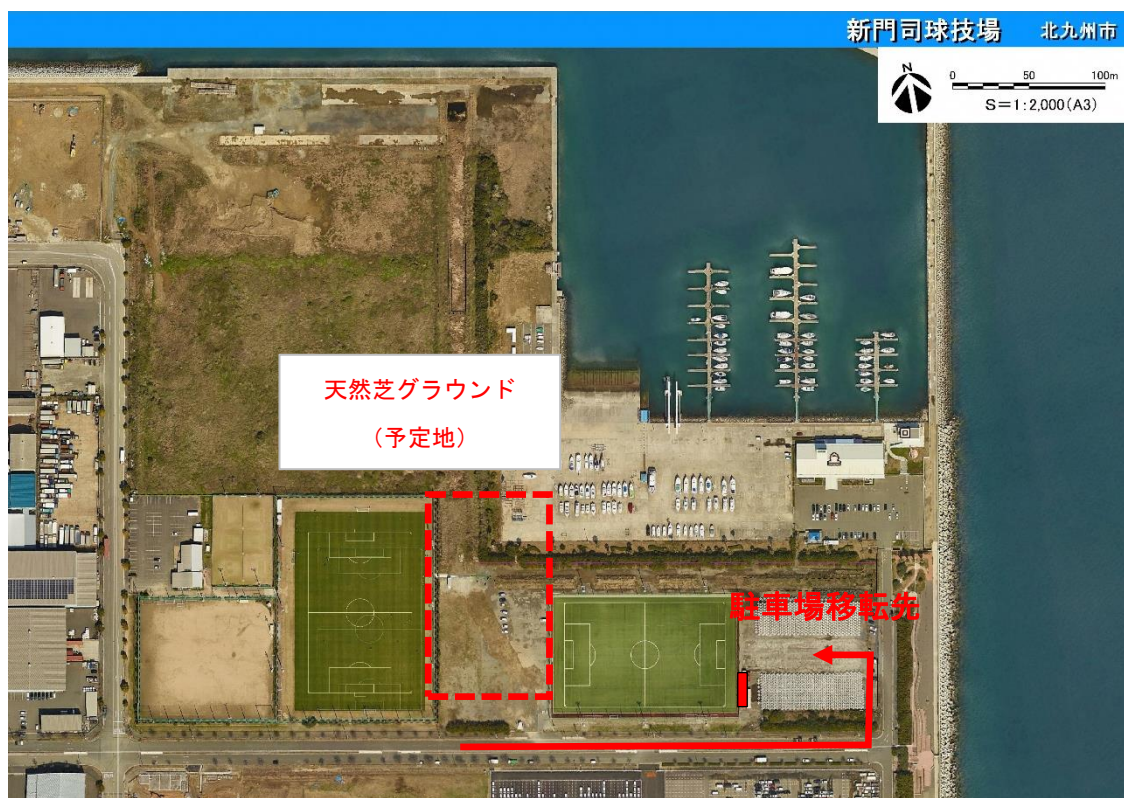 新門司球技場 北九州市
N
0 50 100m
S=1:2,000(A3)
天然芝グラウンド
(予定地)
駐車場移転先